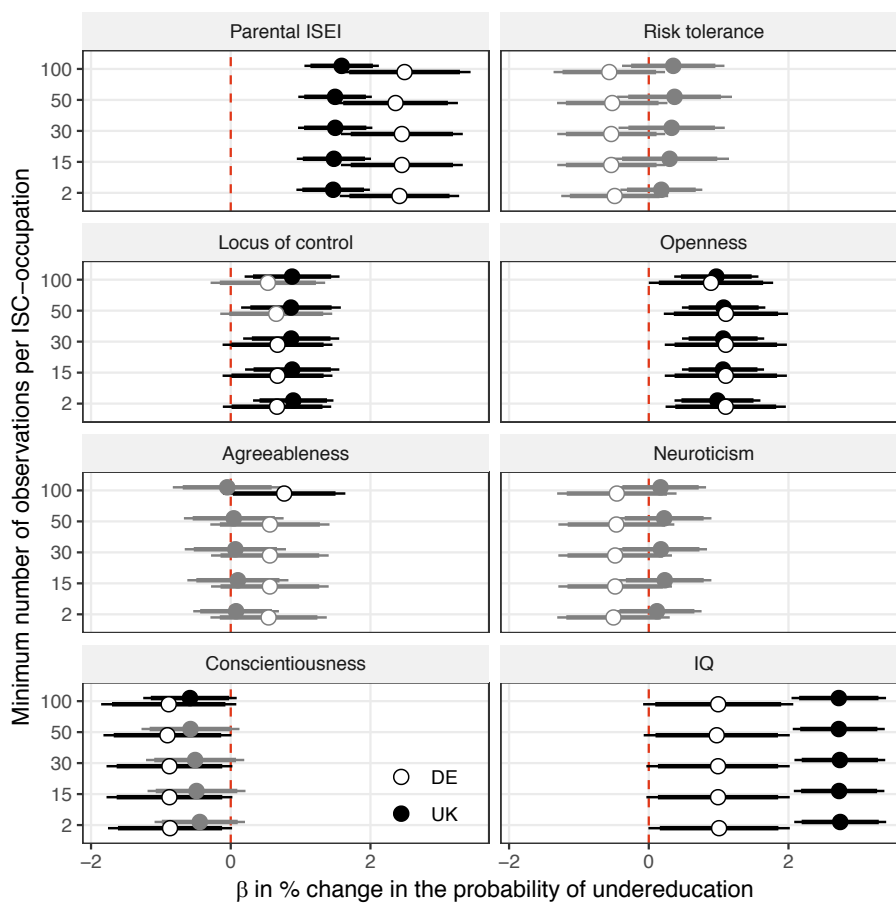 Parental ISEI
Risk tolerance
100
50
30
15
2
Locus of control
Openness
100
50
30
15
2
Agreeableness
Neuroticism
100
50
30
15
2
Conscientiousness
IQ
100
50
30
15
2
DE
UK
−2 0 2
−2 0 2
β in % change in the probability of undereducation
Minimum number of observations per ISC−occupation